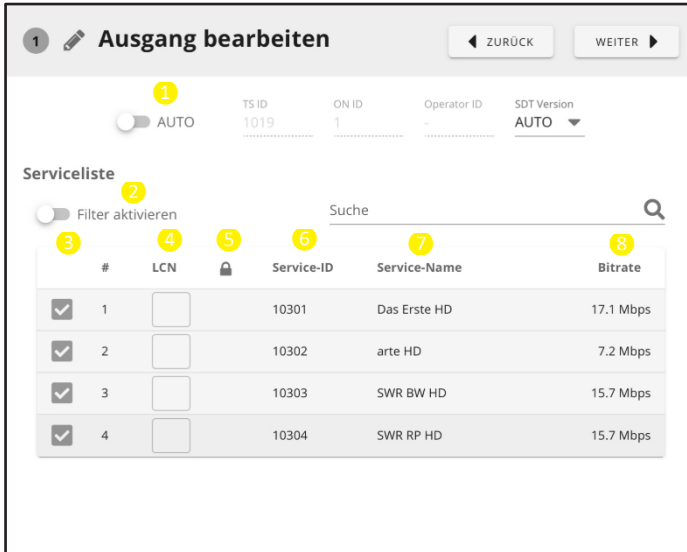 1 Ausgang bearbeiten ZURÜCK WEITER
1
AUTO TS ID 1019 ON ID 1 Operator ID - SDT Version AUTO
Serviceliste
2
Filter aktivieren Suche
3 4 5 6 7 8
# LCN Service-ID Service-Name Bitrate
1 10301 Das Erste HD 17.1 Mbps
2 10302 arte HD 7.2 Mbps
3 10303 SWR BW HD 15.7 Mbps
4 10304 SWR RP HD 15.7 Mbps